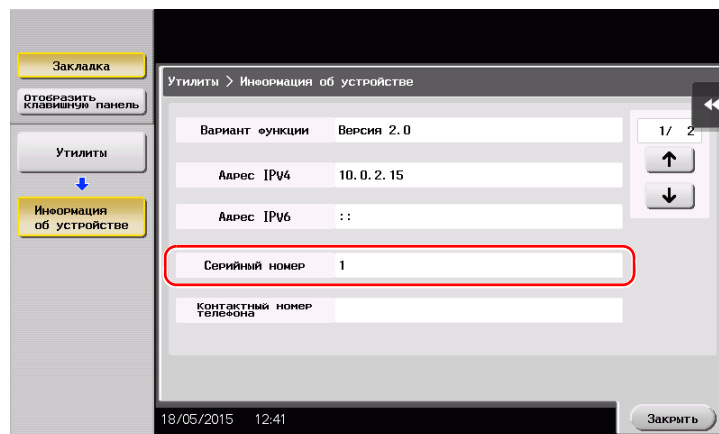 Закладка
Отобразить
клавишную панель
Утилиты
Информация
об устройстве
Утилиты > Информация об устройстве
Вариант функции Версия 2.0
Адрес IPv4 10.0.2.15
Адрес IPv6 ::
Серийный номер 1
Контактный номер
телефона
1/ 2
18/05/2015 12:41
Закрыть